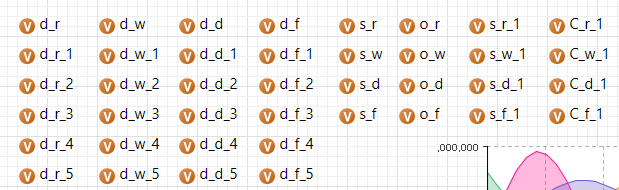 d_r d_w d_d d_f s_r o_r s_r_1 C_r_1
d_r_1 d_w_1 d_d_1 d_f_1 s_w o_w s_w_1 C_w_1
d_r_2 d_w_2 d_d_2 d_f_2 s_d o_d s_d_1 C_d_1
d_r_3 d_w_3 d_d_3 d_f_3 s_f o_f s_f_1 C_f_1
d_r_4 d_w_4 d_d_4 d_f_4
,000,000
d_r_5 d_w_5 d_d_5 d_f_5